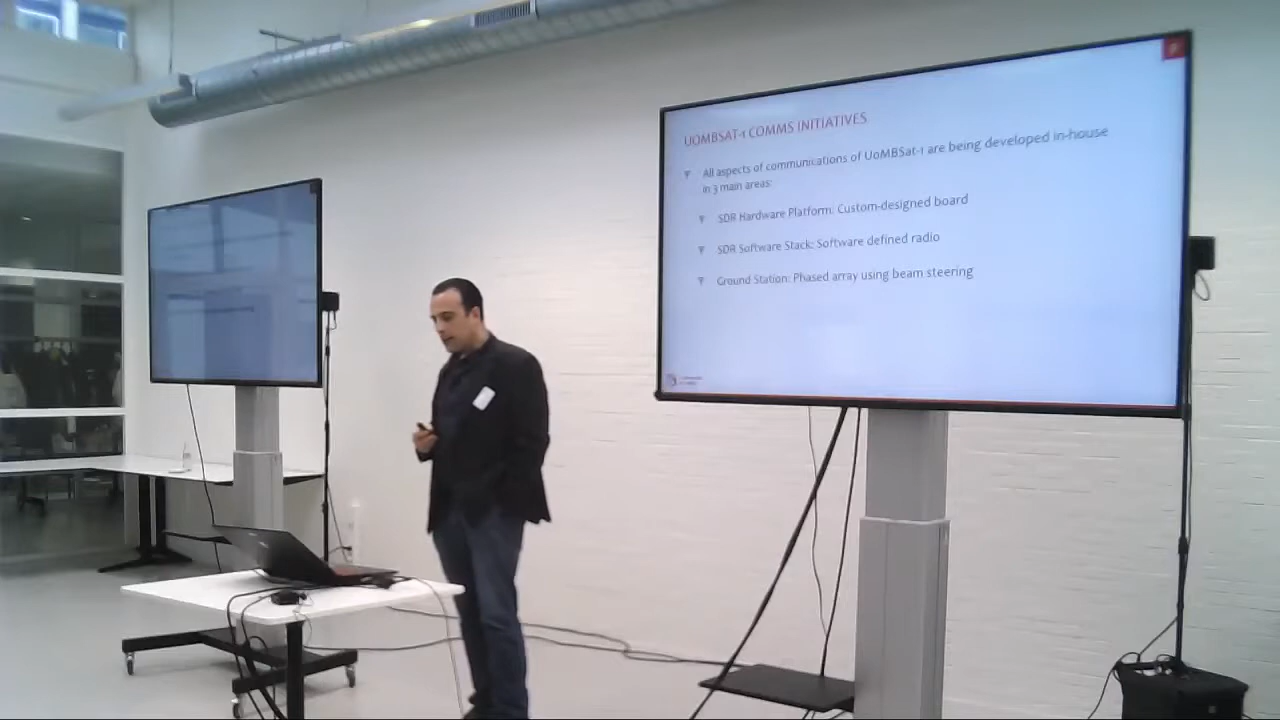 UOMBSAT-1 COMMS INITIATIVES
All aspects of communications of UoMBSat-1 are being developed in-house
in 3 main areas:
SDR Hardware Platform: Custom-designed board
SDR Software Stack: Software defined radio
Ground Station: Phased array using beam steering